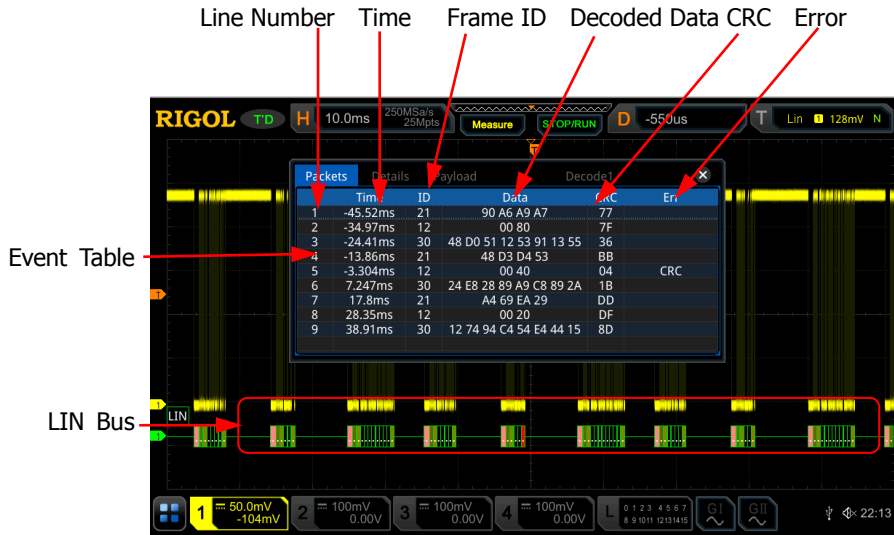 Line Number Time Frame ID Decoded Data CRC Error
RIGOL T'D H 10.0ms 250MSa/s 25Mpts Measure STOP/RUN D -550us T Lin 1 128mV N
T
Packets Details Payload Decode1
Time ID Data CRC Err
1 -45.52ms 21 90 A6 A9 A7 77
2 -34.97ms 12 00 80 7F
3 -24.41ms 30 48 D0 51 12 53 91 13 55 36
4 -13.86ms 21 48 D3 D4 53 BB
5 -3.304ms 12 00 40 04 CRC
6 7.247ms 30 24 E8 28 89 A9 C8 89 2A 1B
7 17.8ms 21 A4 69 EA 29 DD
8 28.35ms 12 00 20 DF
9 38.91ms 30 12 74 94 C4 54 E4 44 15 8D
Event Table
T
1
LIN
LIN Bus
1
1 50.0mV -104mV 2 100mV 0.00V 3 100mV 0.00V 4 100mV 0.00V L 0 1 2 3 4 5 6 7 8 9 10 11 12 13 14 15 GI GII 22:13